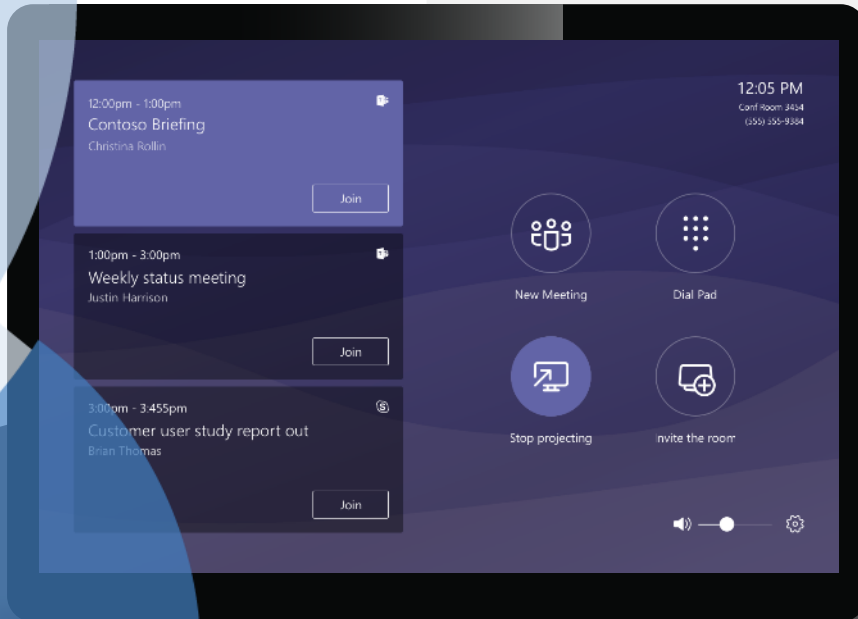 12:00pm - 1:00pm
Contoso Briefing
Christina Rollin
Join
1:00pm - 3:00pm
Weekly status meeting
Justin Harrison
Join
3:00pm - 3:455pm
Customer user study report out
Brian Thomas
Join
12:05 PM
Conf Room 3454
(555) 555-9384
New Meeting
Dial Pad
Stop projecting
Invite the room